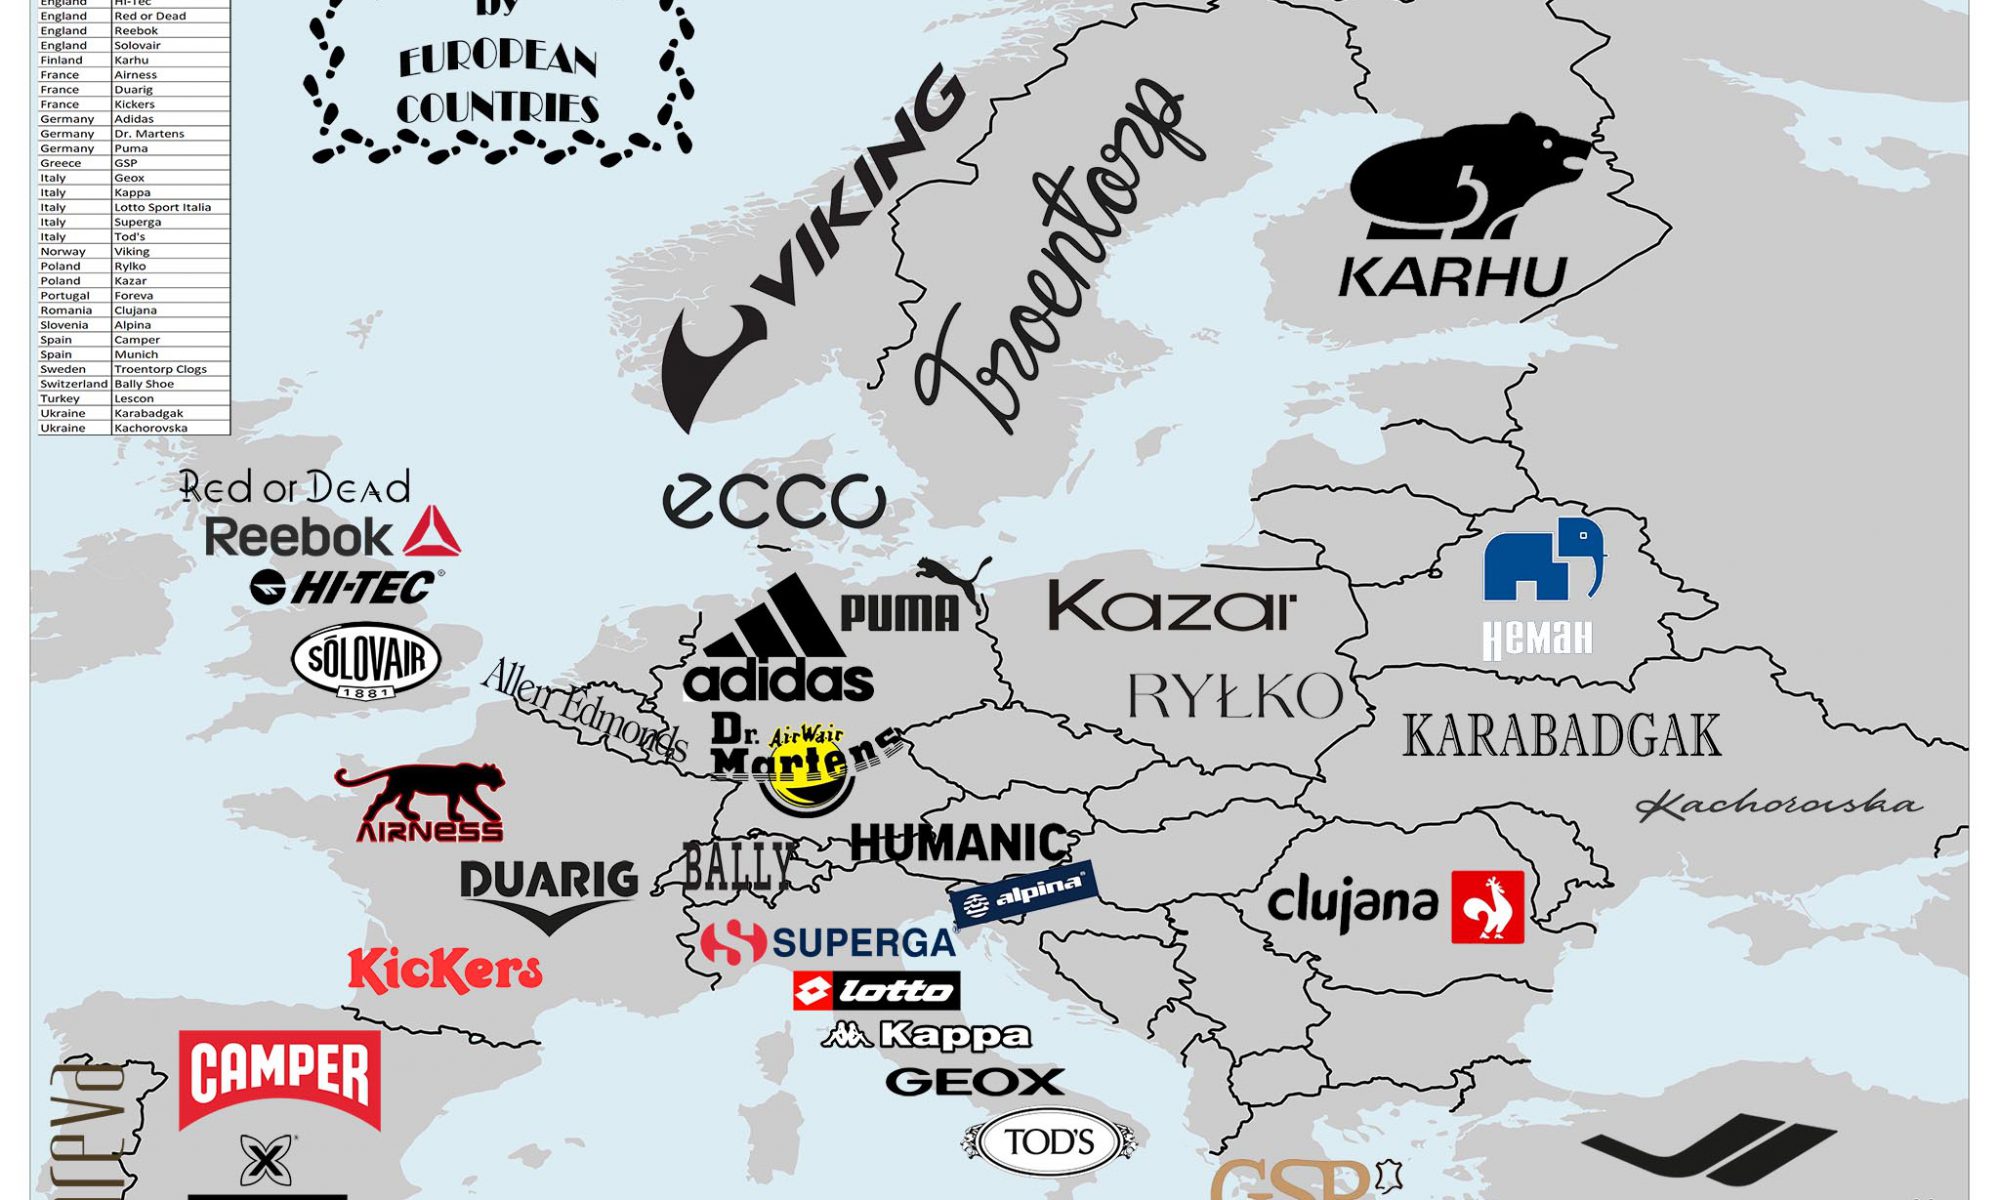 by
EUROPEAN
COUNTRIES
England Hi-Tec
England Red or Dead
England Reebok
England Solovair
Finland Karhu
France Airness
France Duarig
France Kickers
Germany Adidas
Germany Dr. Martens
Germany Puma
Greece GSP
Italy Geox
Italy Kappa
Italy Lotto Sport Italia
Italy Superga
Italy Tod's
Norway Viking
Poland Rylko
Poland Kazar
Portugal Foreva
Romania Clujana
Slovenia Alpina
Spain Camper
Spain Munich
Sweden Troentorp Clogs
Switzerland Bally Shoe
Turkey Lescon
Ukraine Karabadgak
Ukraine Kachorovska
VIKING
Troentorp
KARHU
Red or Dead
Reebok
HI-TEC®
ecco
SŌLOVAIR
1881
Allen Edmonds
adidas
PUMA
Dr. AirWair
Martens
Kazar
RYŁKO
неман
KARABADGAK
Kachorovska
AIRNESS
DUARIG
KicKers
BALLY
HUMANIC
alpina®
clujana
SUPERGA®
lotto
Kappa
GEOX
TOD'S
CAMPER
X
GSP